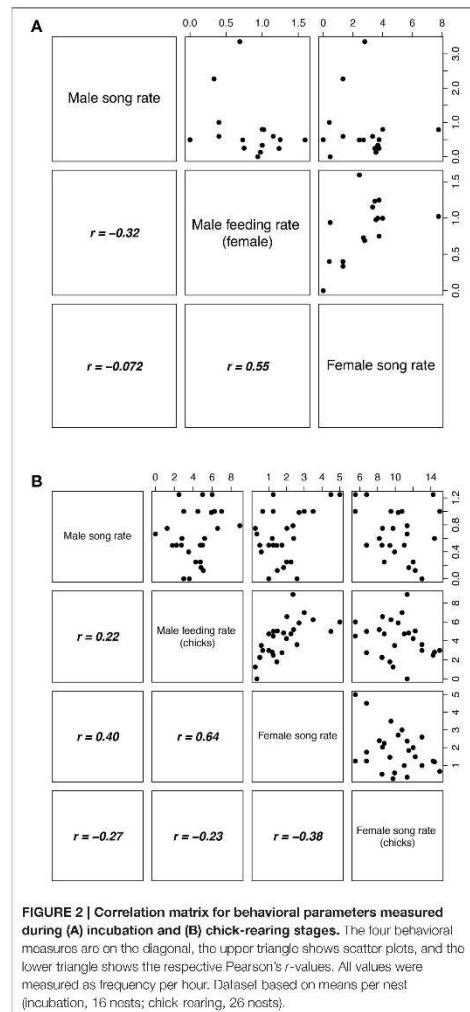 A
0.0 0.5 1.0 1.5
0 2 4 6 8
Male song rate
0.0 1.0 2.0 3.0
r = −0.32
Male feeding rate
(female)
0.0 0.5 1.0 1.5
r = −0.072
r = 0.55
Female song rate
B
0 2 4 6 8
1 2 3 4 5
6 8 10 12 14
Male song rate
0.0 0.4 0.8 1.2
r = 0.22
Male feeding rate
(chicks)
0 2 4 6 8
r = 0.40
r = 0.64
Female song rate
1 2 3 4 5
r = −0.27
r = −0.23
r = −0.38
Female song rate
(chicks)
FIGURE 2 | Correlation matrix for behavioral parameters measured
during (A) incubation and (B) chick-rearing stages. The four behavioral
measures are on the diagonal, the upper triangle shows scatter plots, and the
lower triangle shows the respective Pearson's r-values. All values were
measured as frequency per hour. Dataset based on means per nest
(incubation, 16 nests; chick rearing, 26 nests).